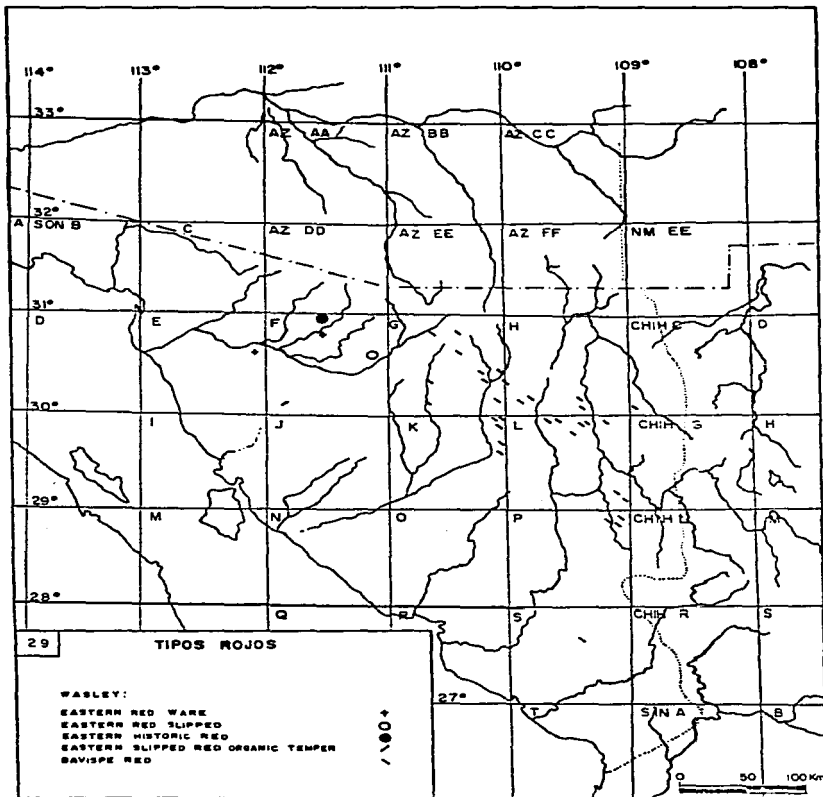 114° 113° 112° 111° 110° 109° 108°
33° AZ AA AZ BB AZ CC
32° A SON B C AZ DD AZ EE AZ FF NM EE
31° D E F G H CHIH C D
30° I J K L CHIH G H
29° M N O P CHIH L M
28° Q R S CHIH R S
29 TIPOS ROJOS
27° T SIN A B
WASLEY:
EASTERN RED WARE +
EASTERN RED SLIPPED O
EASTERN HISTORIC RED ●
EASTERN SLIPPED RED ORGANIC TEMPER \
BAVISPE RED /
0 50 100 Km